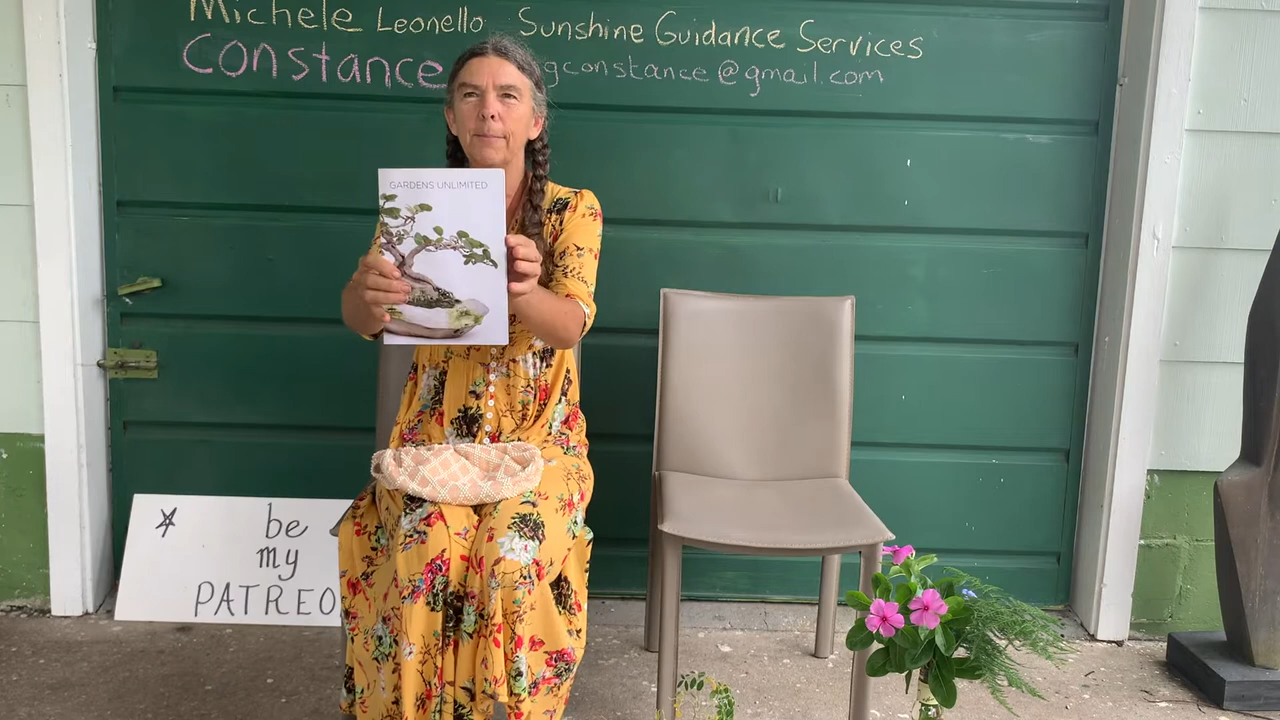 Michele Leonello Sunshine Guidance Services
Constance gconstance@gmail.com
GARDENS UNLIMITED
* be
my
PATREO